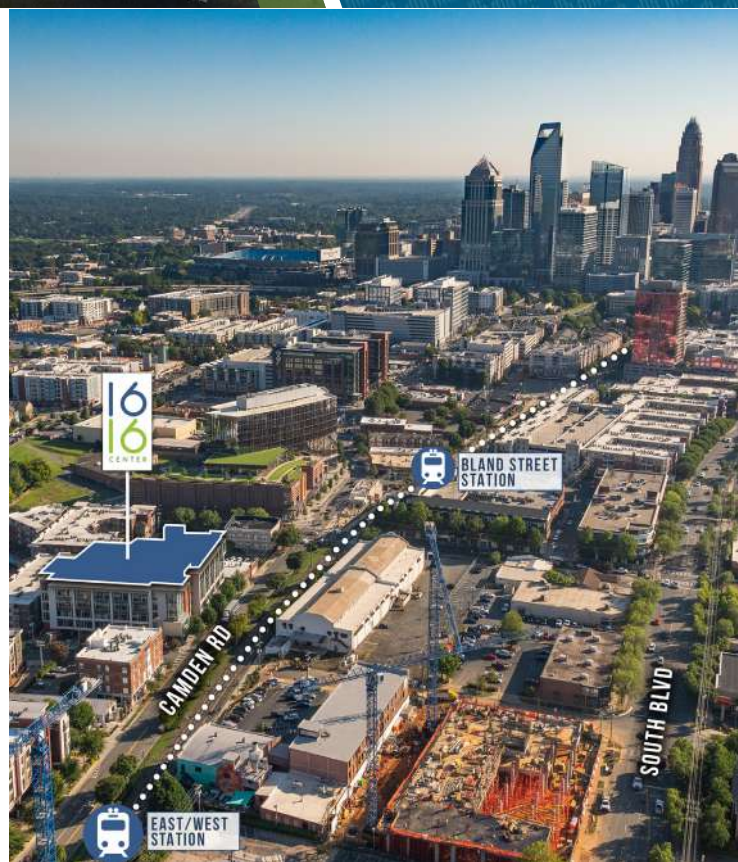 16
16
CENTER
BLAND STREET
STATION
CAMDEN RD
SOUTH BLVD
EAST/WEST
STATION